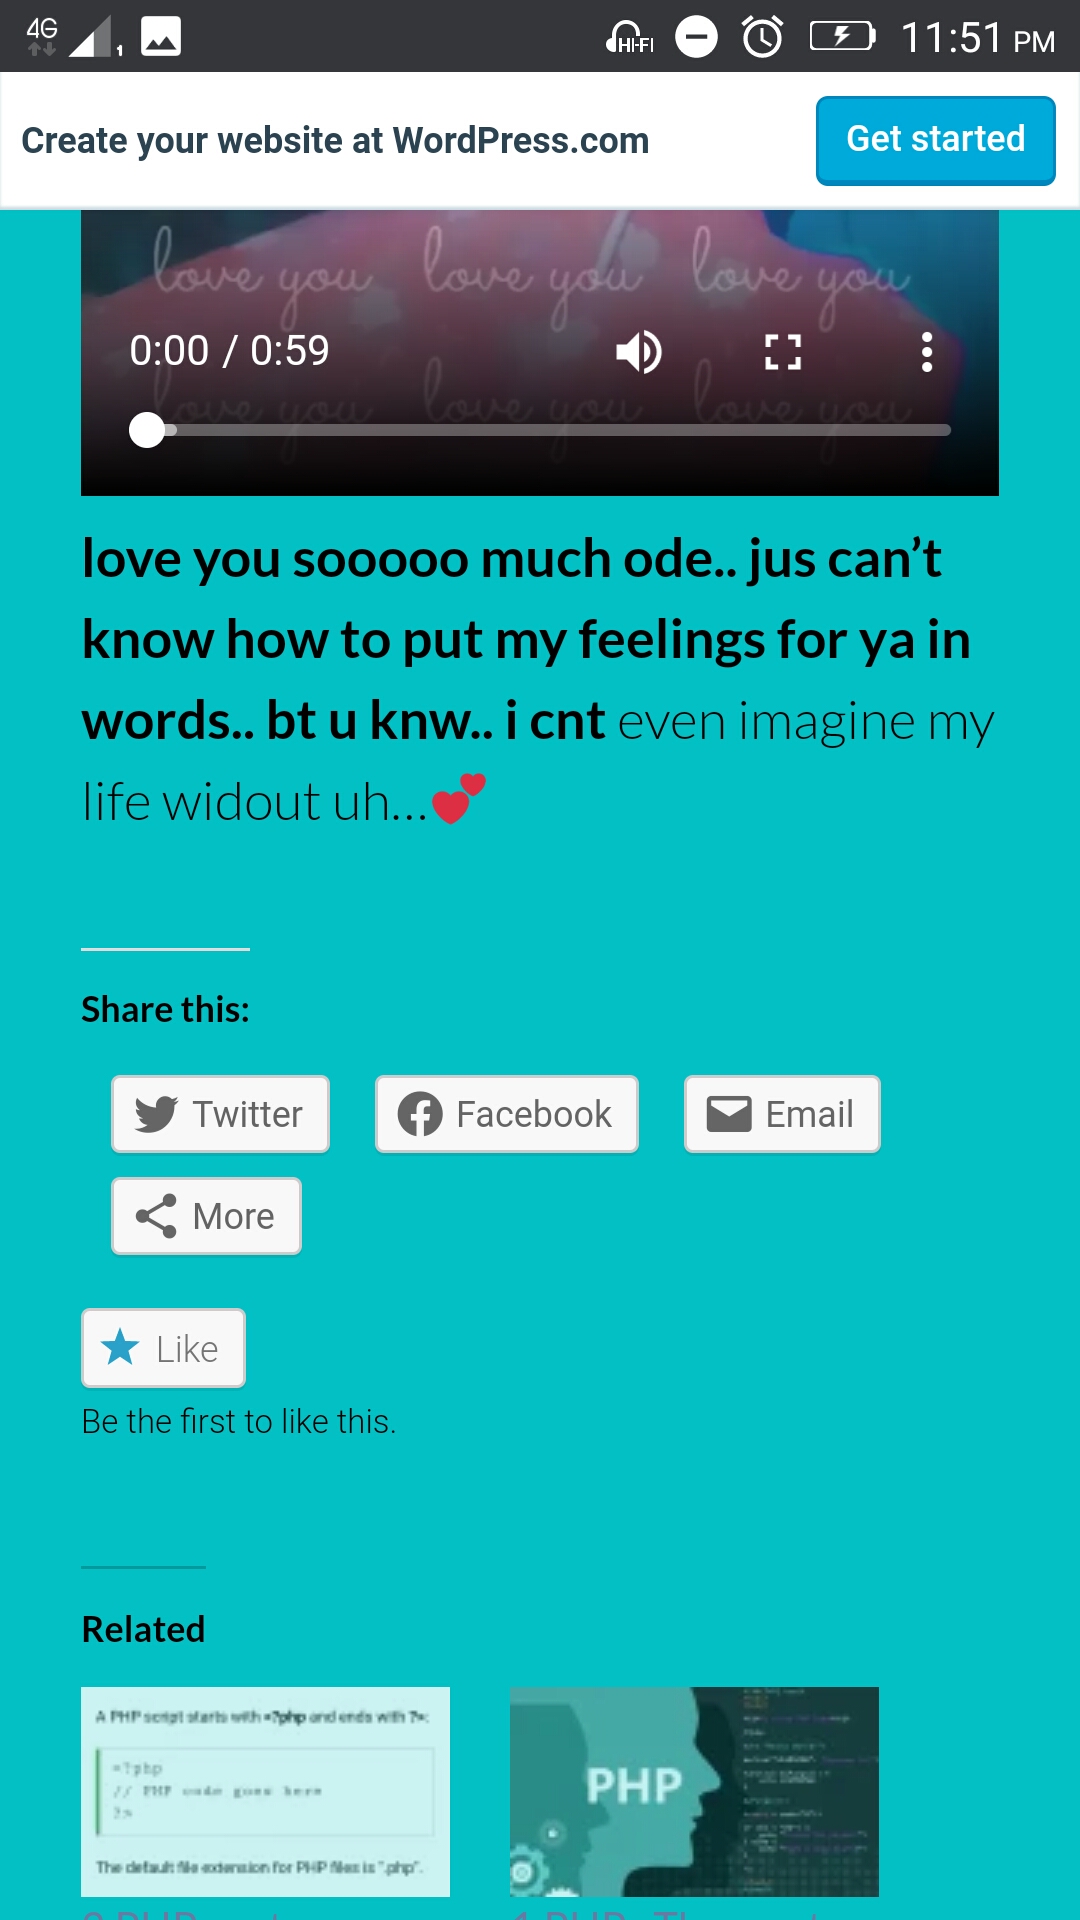 4G
1
HI-FI
11:51 PM
Create your website at WordPress.com
Get started
love you love you love you
0:00 / 0:59
love you love you love you
love you sooooo much ode.. jus can’t
know how to put my feelings for ya in
words.. bt u knw.. i cnt even imagine my
life widout uh...💕
Share this:
Twitter Facebook Email
More
Like
Be the first to like this.
Related
A PHP script starts with <?php and ends with ?>:
<?php
// PHP code goes here
?>
The default file extension for PHP files is ".php".
PHP